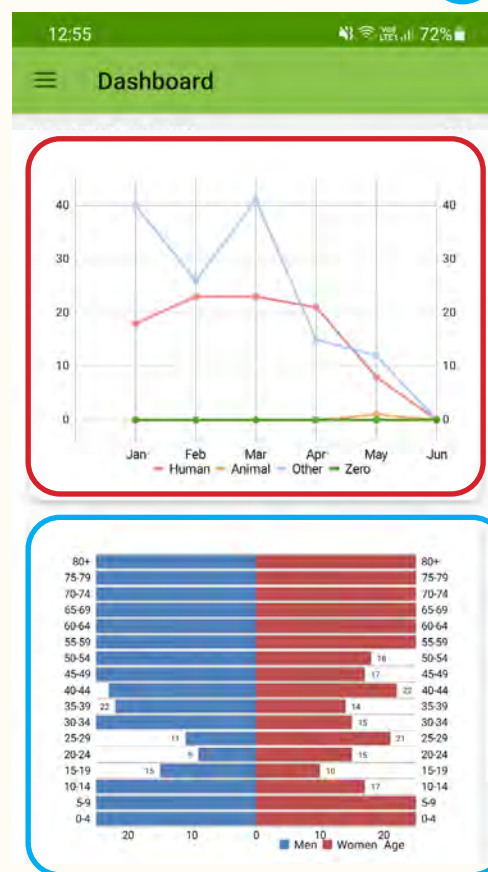 12:55 72%
Dashboard
40 40
30 30
20 20
10 10
0 0
Jan Feb Mar Apr May Jun
Human Animal Other Zero
80+ 80+
75-79 75-79
70-74 70-74
65-69 65-69
60-64 60-64
55-59 55-59
50-54 18 50-54
45-49 17 45-49
40-44 22 40-44
35-39 22 14 35-39
30-34 15 30-34
25-29 11 21 25-29
20-24 9 15 20-24
15-19 15 10 15-19
10-14 17 10-14
5-9 5-9
0-4 0-4
20 10 0 10 20
Men Women Age